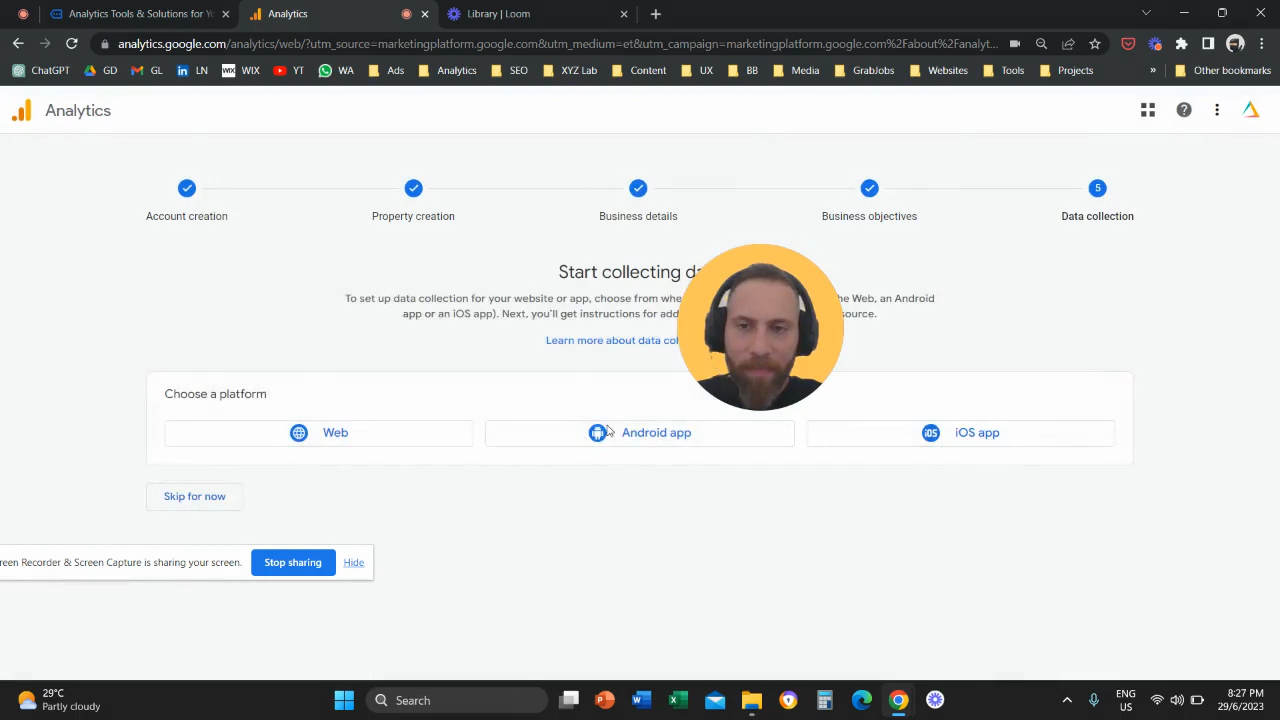 Analytics Tools & Solutions for Y
Analytics
Library | Loom
analytics.google.com/analytics/web/?utm_source=marketingplatform.google.com&utm_medium=et&utm_campaign=marketingplatform.google.com%2Fabout%2Fanalyt...
ChatGPT GD GL LN WIX YT WA Ads Analytics SEO XYZ Lab Content UX BB Media GrabJobs Websites Tools Projects » Other bookmarks
Analytics
5
Account creation Property creation Business details Business objectives Data collection
Start collecting da
To set up data collection for your website or app, choose from whe he Web, an Android
app or an iOS app). Next, you'll get instructions for add source.
Learn more about data col
Choose a platform
Web
Android app
iOS iOS app
Skip for now
reen Recorder & Screen Capture is sharing your screen. Stop sharing Hide
29°C
Partly cloudy
Search
ENG
US
8:27 PM
29/6/2023